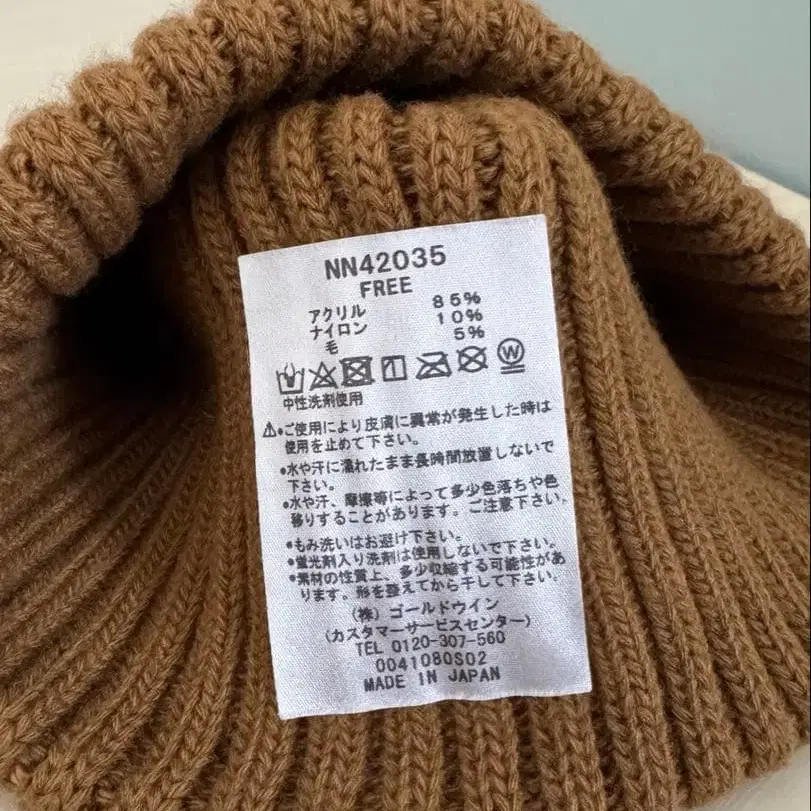 NN42035
FREE
アクリル 85%
ナイロン 10%
毛 5%
W
中性洗剤使用
⚠●ご使用により皮膚に異常が発生した時は
使用を止めて下さい。
●水や汗に濡れたまま長時間放置しないで
下さい。
●水や汗、摩擦等によって多少色落ちや色
移りすることがあります。ご注意下さい。
●もみ洗いはお避け下さい。
●蛍光剤入り洗剤は使用しないで下さい。
●素材の性質上、多少収縮する可能性があ
ります。形を整えてから干して下さい。
(株)ゴールドウイン
(カスタマーサービスセンター)
TEL 0120-307-560
0041080S02
MADE IN JAPAN